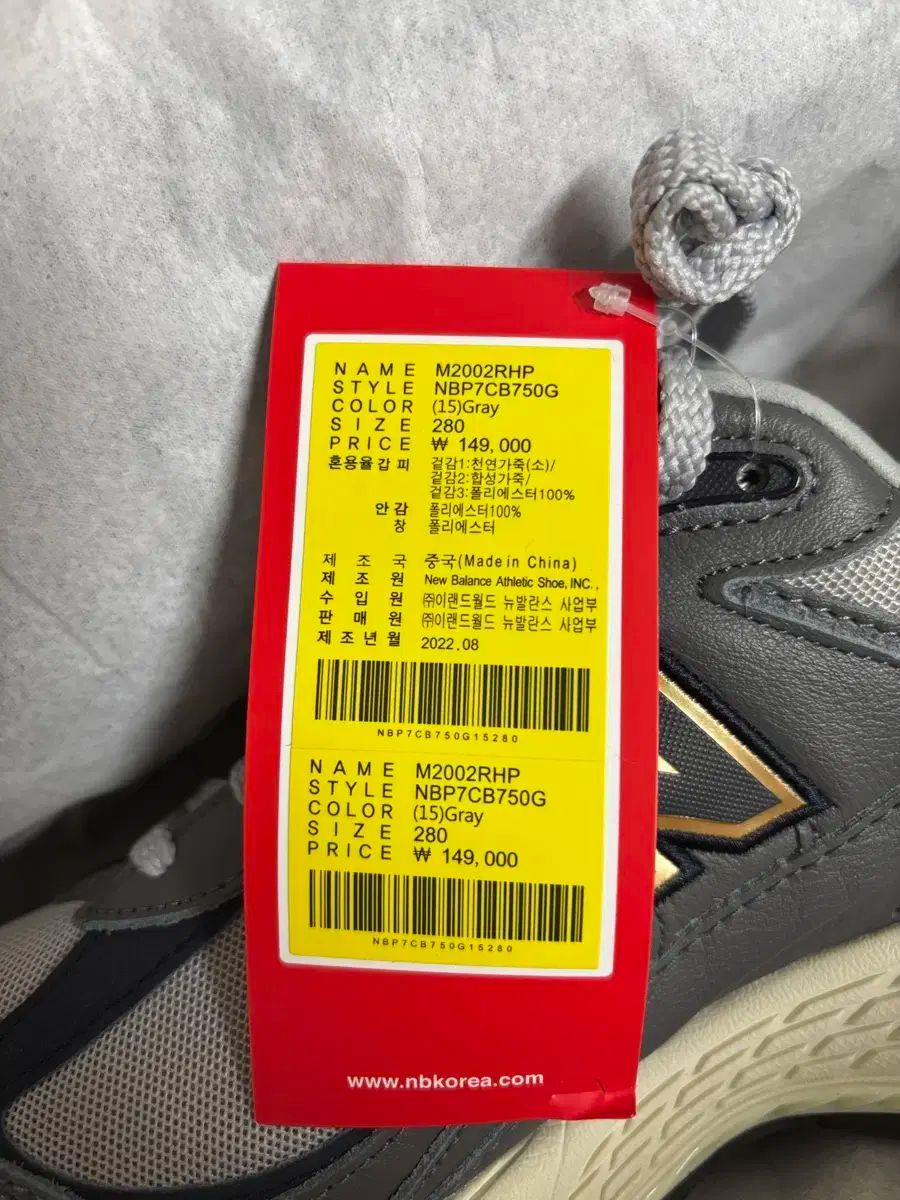 NAME M2002RHP
STYLE NBP7CB750G
COLOR (15)Gray
SIZE 280
PRICE ₩ 149,000
혼용율갑피 겉감1:천연가죽(소)/
겉감2:합성가죽/
겉감3:폴리에스터100%
안감 폴리에스터100%
창 폴리에스터
제조국 중국(Made in China)
제조원 New Balance Athletic Shoe, INC.,
수입원 ㈜이랜드월드 뉴발란스 사업부
판매원 ㈜이랜드월드 뉴발란스 사업부
제조년월 2022.08
NBP7CB750G15280
NAME M2002RHP
STYLE NBP7CB750G
COLOR (15)Gray
SIZE 280
PRICE ₩ 149,000
NBP7CB750G15280
www.nbkorea.com